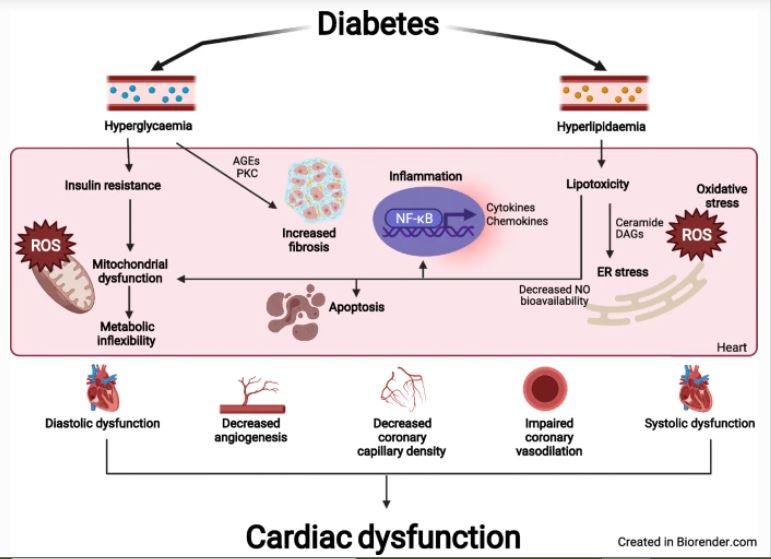 Diabetes
Hyperglycaemia
Hyperlipidaemia
AGEs
PKC
Inflammation
Insulin resistance
Lipotoxicity
Oxidative
stress
NF-κB
Cytokines
Chemokines
Increased
fibrosis
Ceramide
DAGs
ROS
ROS
Mitochondrial
dysfunction
ER stress
Decreased NO
bioavailability
Apoptosis
Metabolic
inflexibility
Heart
Diastolic dysfunction
Decreased
angiogenesis
Decreased
coronary
capillary density
Impaired
coronary
vasodilation
Systolic dysfunction
Cardiac dysfunction
Created in Biorender.com